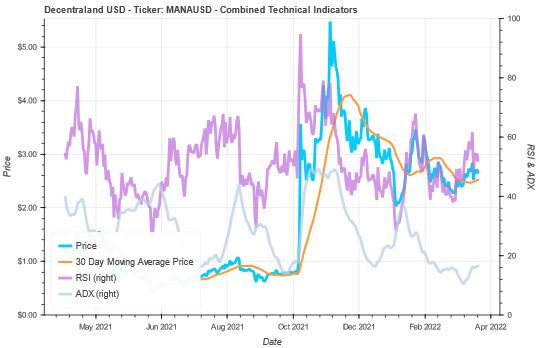 Decentraland USD - Ticker: MANAUSD - Combined Technical Indicators
$5.00
$4.00
$3.00
$2.00
$1.00
$0.00
Price
100
80
60
40
20
0
RSI & ADX
Price
30 Day Moving Average Price
RSI (right)
ADX (right)
May 2021
Jun 2021
Aug 2021
Oct 2021
Dec 2021
Feb 2022
Apr 2022
Date